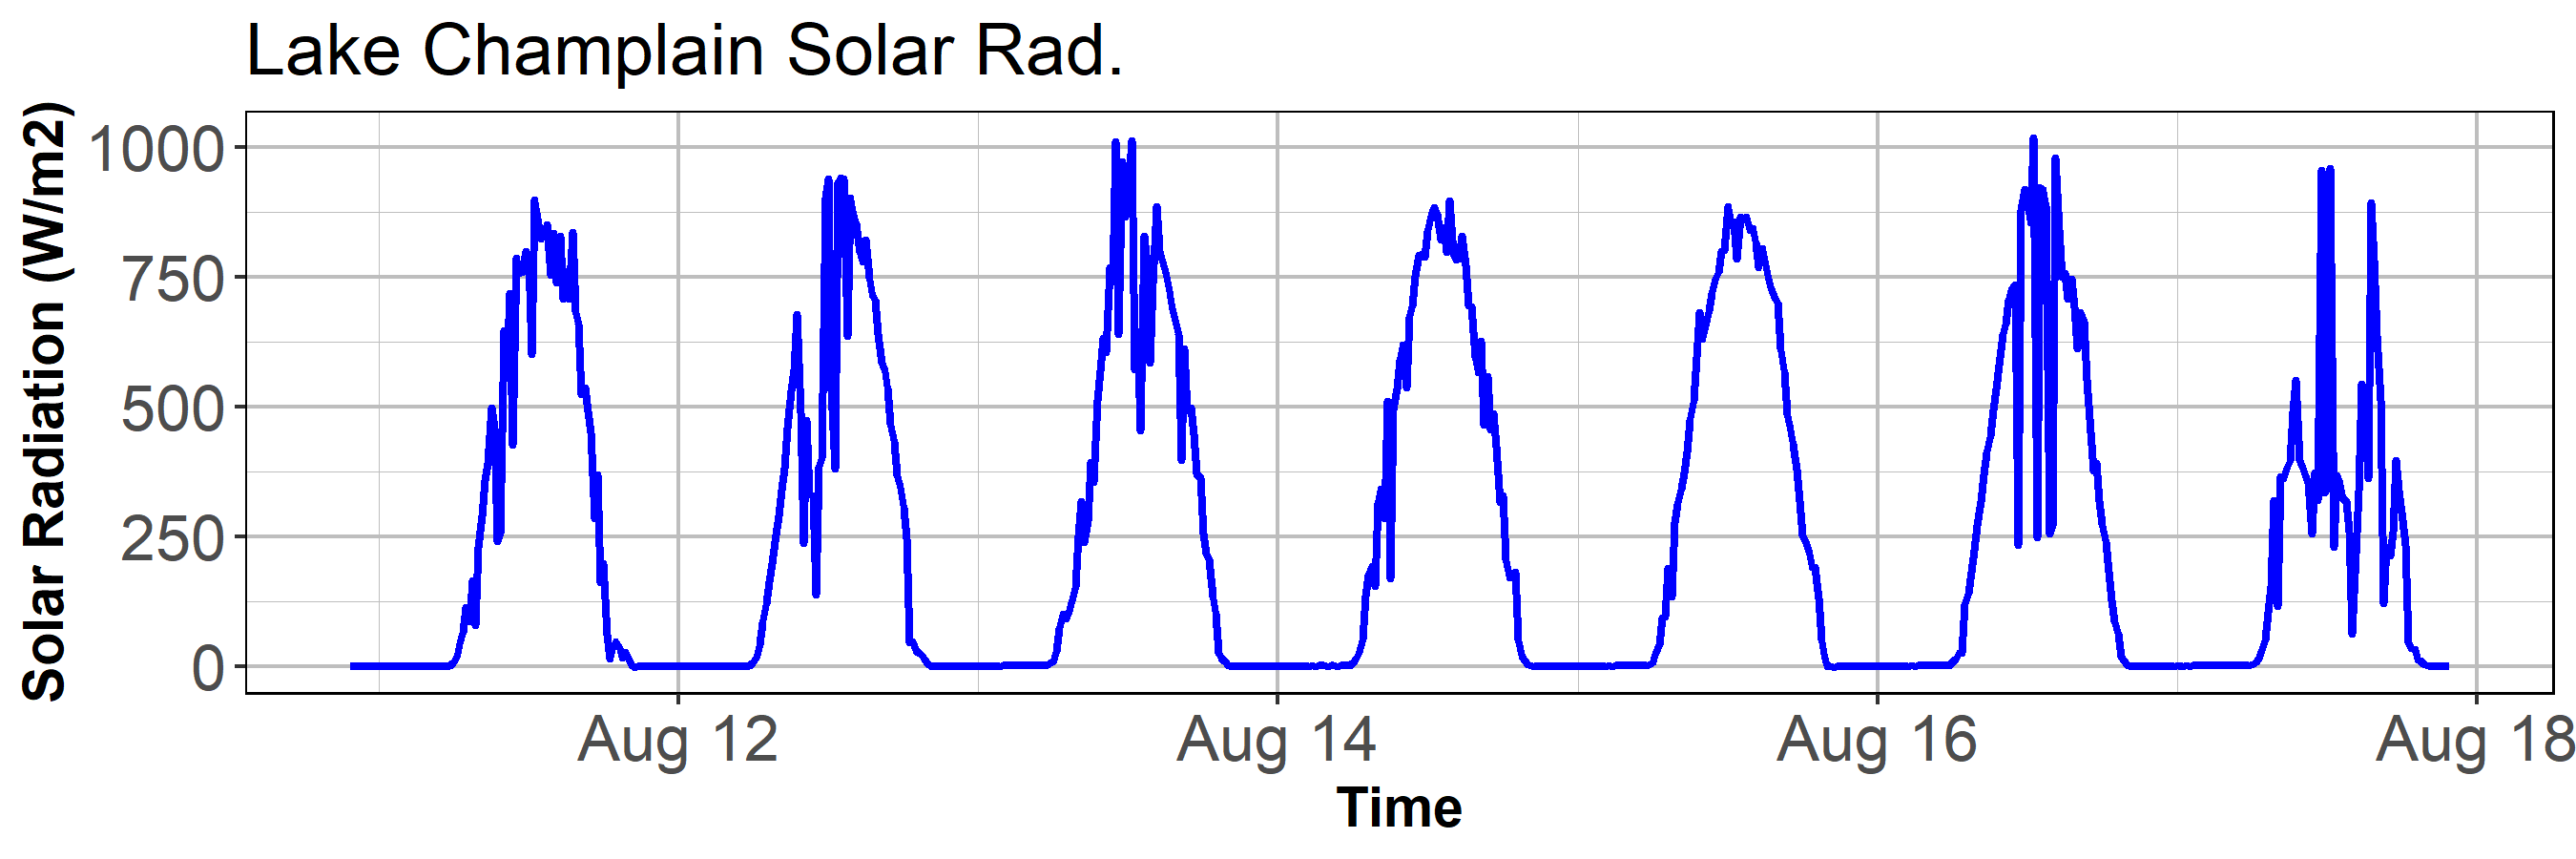 Lake Champlain Solar Rad.
Solar Radiation (W/m2)
1000
750
500
250
0
Aug 12
Aug 14
Aug 16
Aug 18
Time